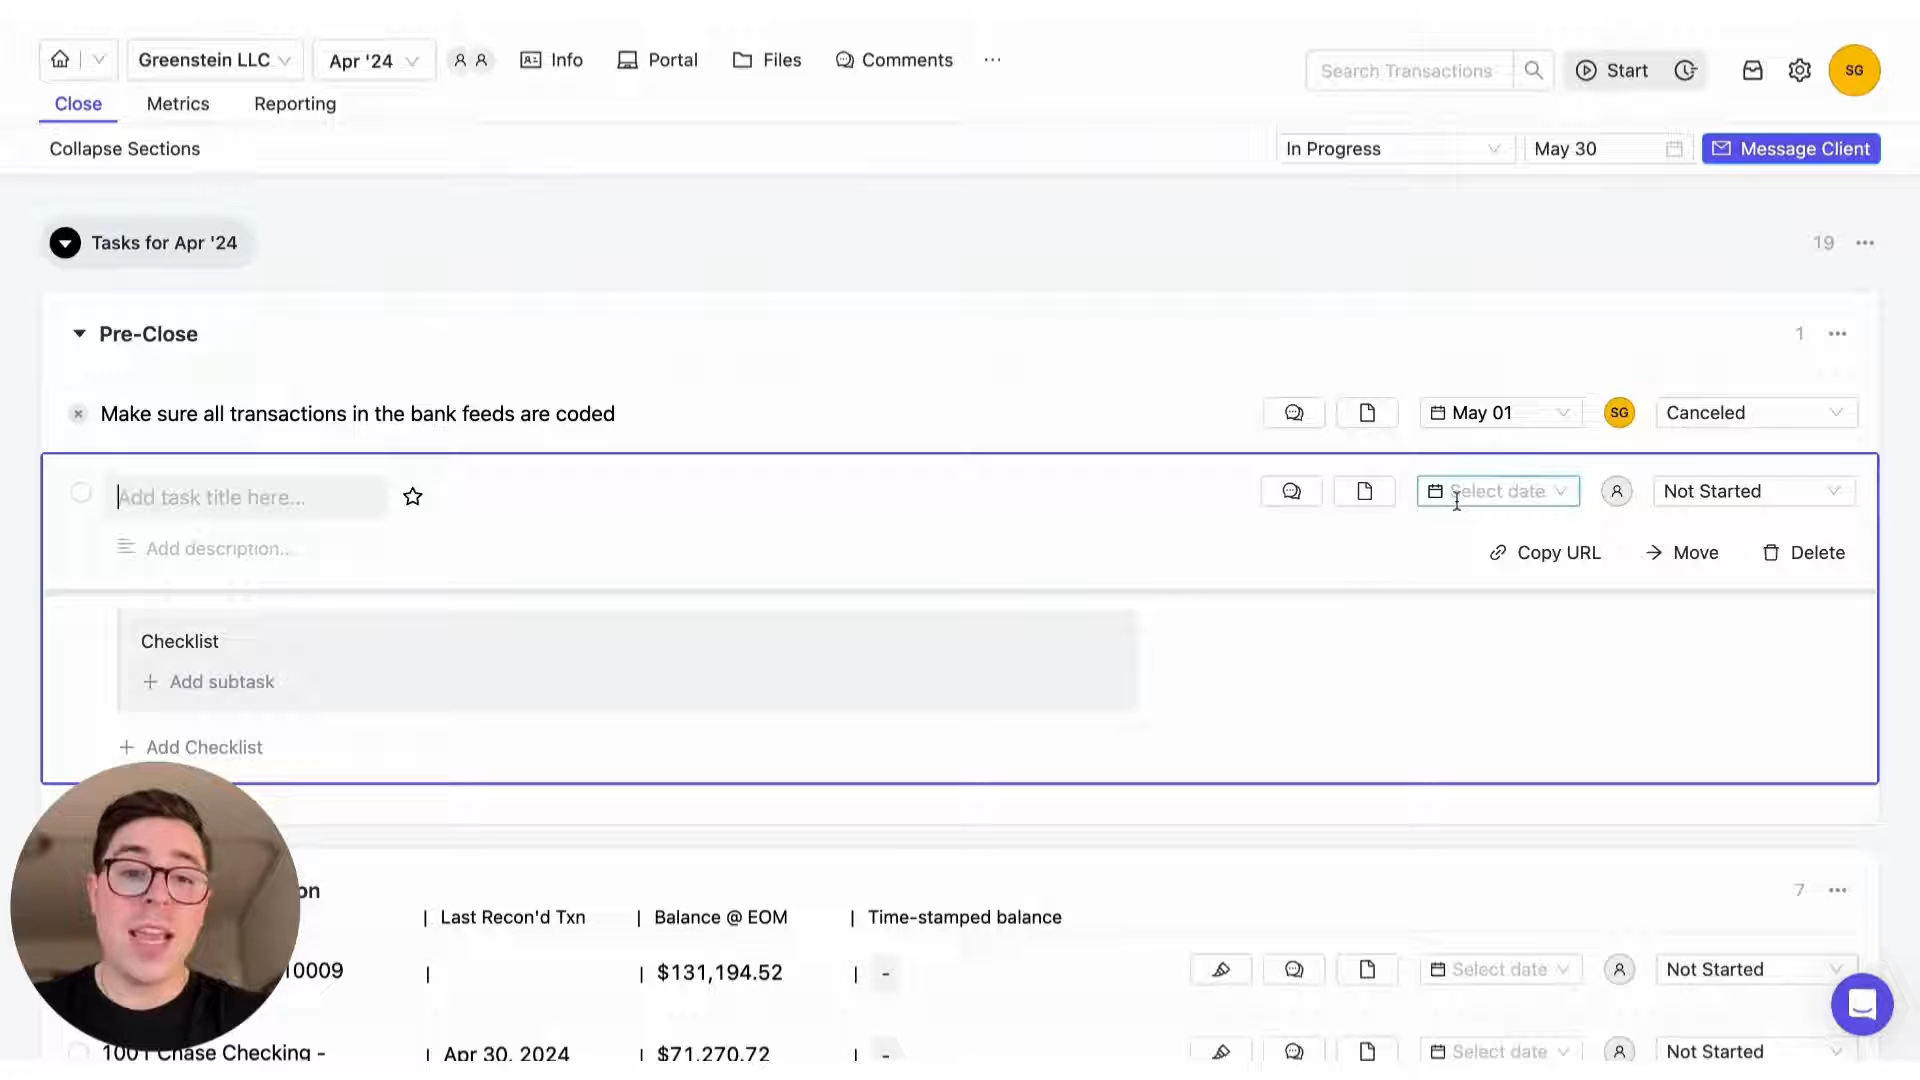 Greenstein LLC
Apr '24
Info
Portal
Files
Comments
Search Transactions
Start
SG
Close
Metrics
Reporting
Collapse Sections
In Progress
May 30
Message Client
Tasks for Apr '24
19
Pre-Close
1
Make sure all transactions in the bank feeds are coded
May 01
SG
Canceled
Add task title here...
Select date
Not Started
Add description...
Copy URL
Move
Delete
Checklist
+ Add subtask
+ Add Checklist
7
| Last Recon'd Txn
| Balance @ EOM
| Time-stamped balance
10009
|
| $131,194.52
| -
Select date
Not Started
1001 Chase Checking -
| Apr 30, 2024
| $71,270.72
| -
Select date
Not Started